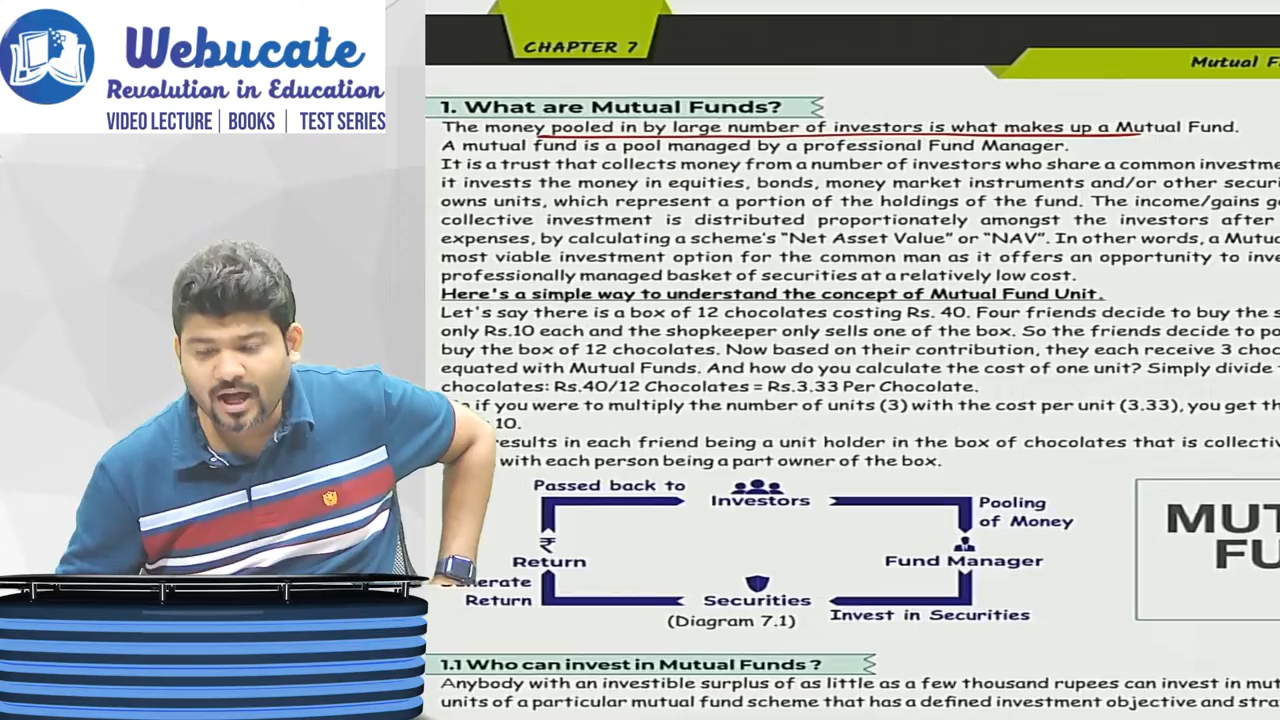 Webucate
Revolution in Education
VIDEO LECTURE | BOOKS | TEST SERIES
CHAPTER 7
Mutual F
1. What are Mutual Funds?
The money pooled in by large number of investors is what makes up a Mutual Fund.
A mutual fund is a pool managed by a professional Fund Manager.
It is a trust that collects money from a number of investors who share a common investme
it invests the money in equities, bonds, money market instruments and/or other securi
owns units, which represent a portion of the holdings of the fund. The income/gains g
collective investment is distributed proportionately amongst the investors after
expenses, by calculating a scheme's "Net Asset Value" or "NAV". In other words, a Mutua
most viable investment option for the common man as it offers an opportunity to inve
professionally managed basket of securities at a relatively low cost.
Here's a simple way to understand the concept of Mutual Fund Unit.
Let's say there is a box of 12 chocolates costing Rs. 40. Four friends decide to buy the s
only Rs.10 each and the shopkeeper only sells one of the box. So the friends decide to po
buy the box of 12 chocolates. Now based on their contribution, they each receive 3 choc
equated with Mutual Funds. And how do you calculate the cost of one unit? Simply divide
chocolates: Rs.40/12 Chocolates = Rs.3.33 Per Chocolate.
if you were to multiply the number of units (3) with the cost per unit (3.33), you get th
10.
results in each friend being a unit holder in the box of chocolates that is collectiv
with each person being a part owner of the box.
Passed back to
Investors
Pooling
of Money
₹
Return
Fund Manager
nerate
Return
Securities
Invest in Securities
(Diagram 7.1)
MUT
FU
1.1 Who can invest in Mutual Funds ?
Anybody with an investible surplus of as little as a few thousand rupees can invest in mut
units of a particular mutual fund scheme that has a defined investment objective and stra